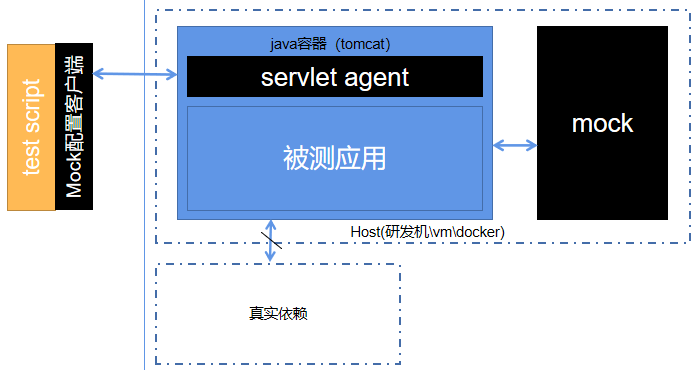 test script
Mock配置客户端
java容器（tomcat）
servlet agent
被测应用
mock
Host(研发机\vm\docker)
真实依赖